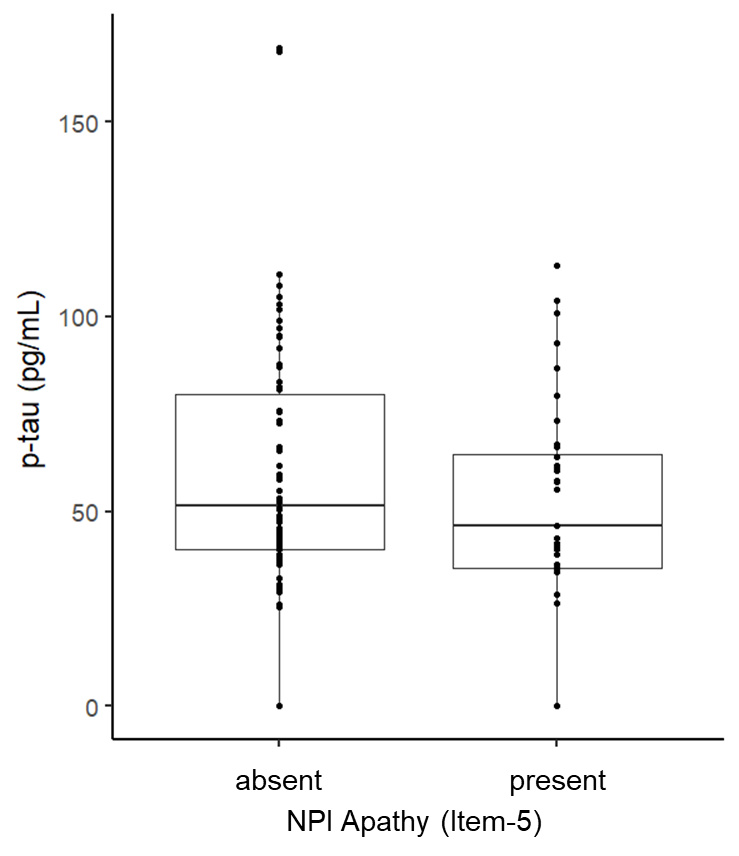 150
100
50
0
p-tau (pg/mL)
absent present
NPI Apathy (Item-5)